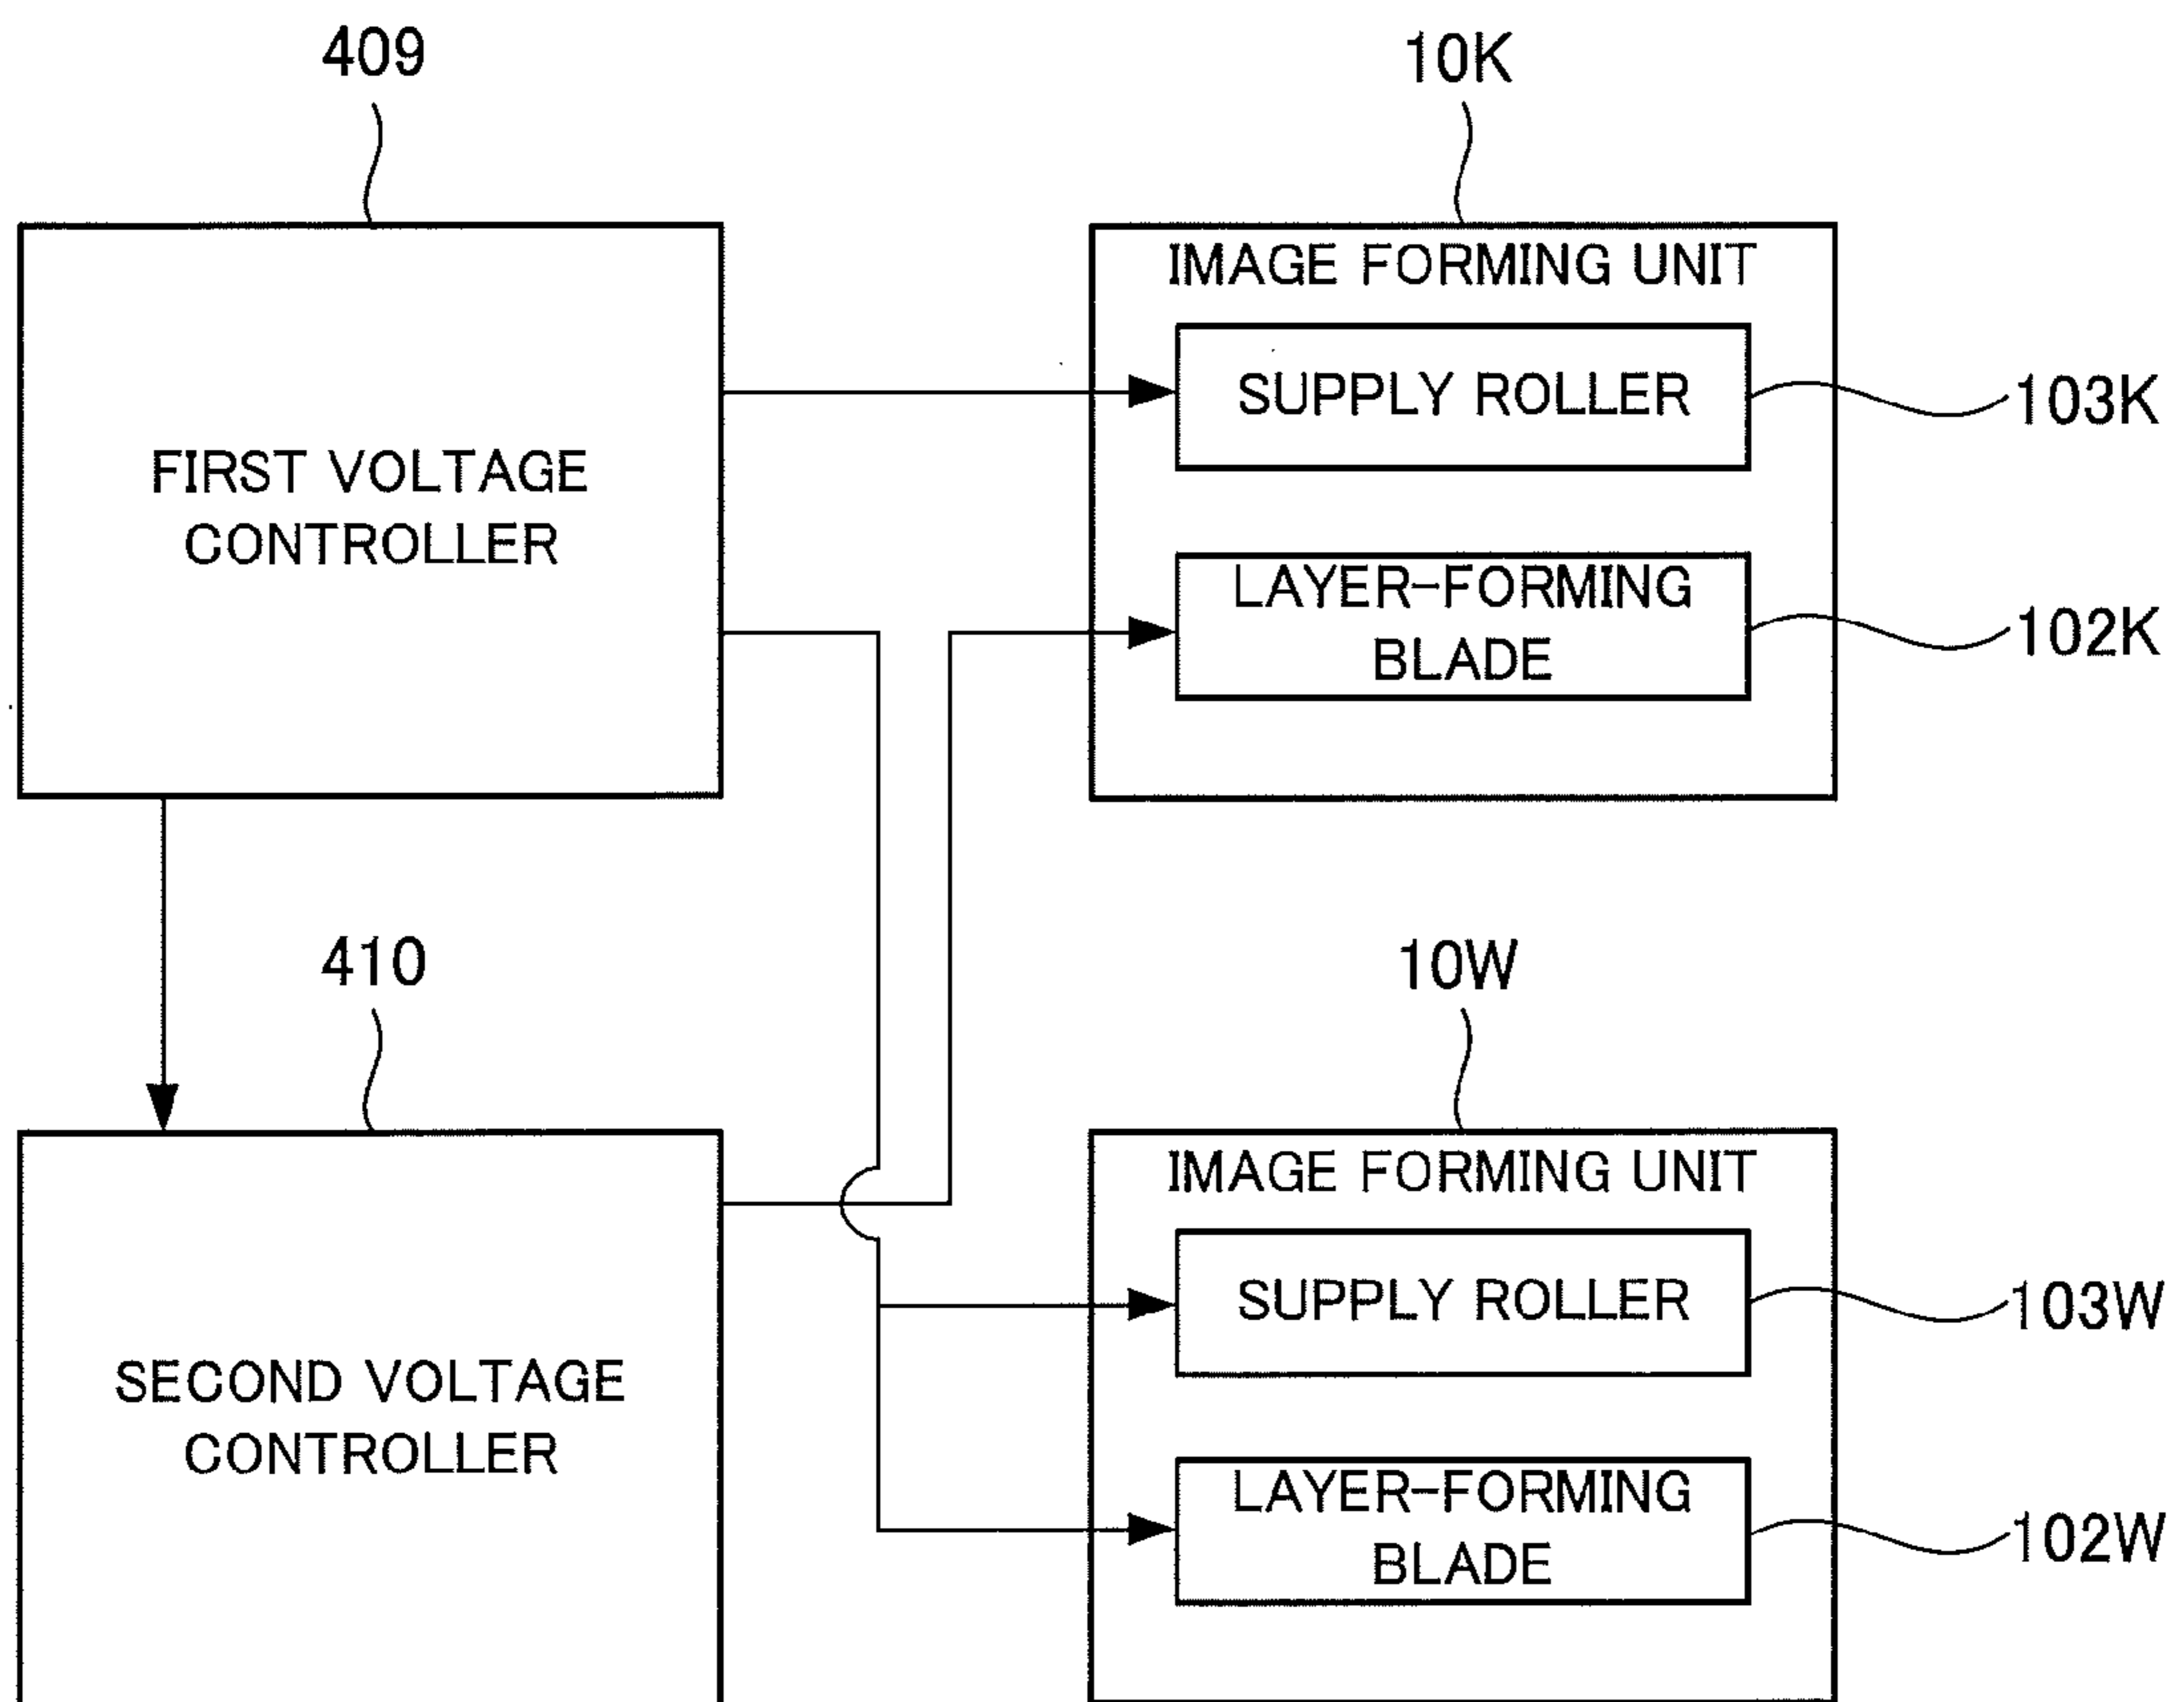 409
10K
FIRST VOLTAGE
CONTROLLER
IMAGE FORMING UNIT
SUPPLY ROLLER
103K
LAYER-FORMING
BLADE
102K
410
10W
SECOND VOLTAGE
CONTROLLER
IMAGE FORMING UNIT
SUPPLY ROLLER
103W
LAYER-FORMING
BLADE
102W